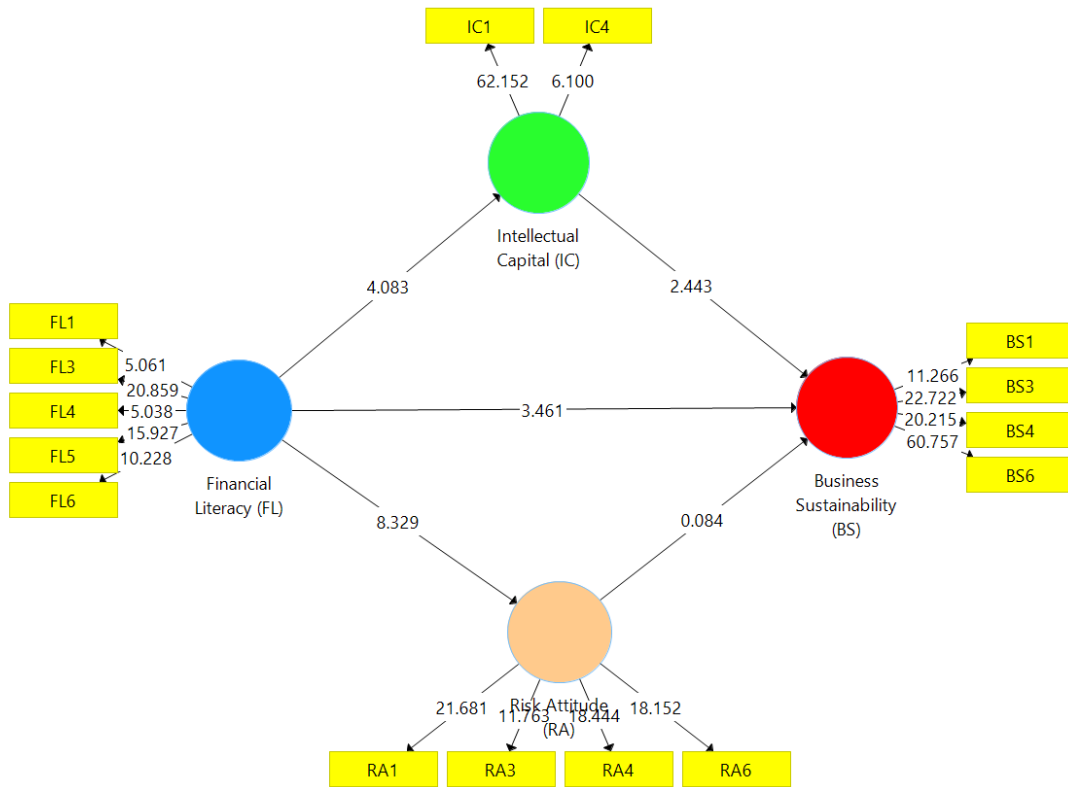 IC1
IC4
62.152
6.100
Intellectual
Capital (IC)
4.083
2.443
FL1
FL3
FL4
FL5
FL6
5.061
20.859
5.038
15.927
10.228
Financial
Literacy (FL)
3.461
11.266
22.722
20.215
60.757
BS1
BS3
BS4
BS6
Business
Sustainability
(BS)
8.329
0.084
Risk Attitude
(RA)
21.681
11.763
18.444
18.152
RA1
RA3
RA4
RA6